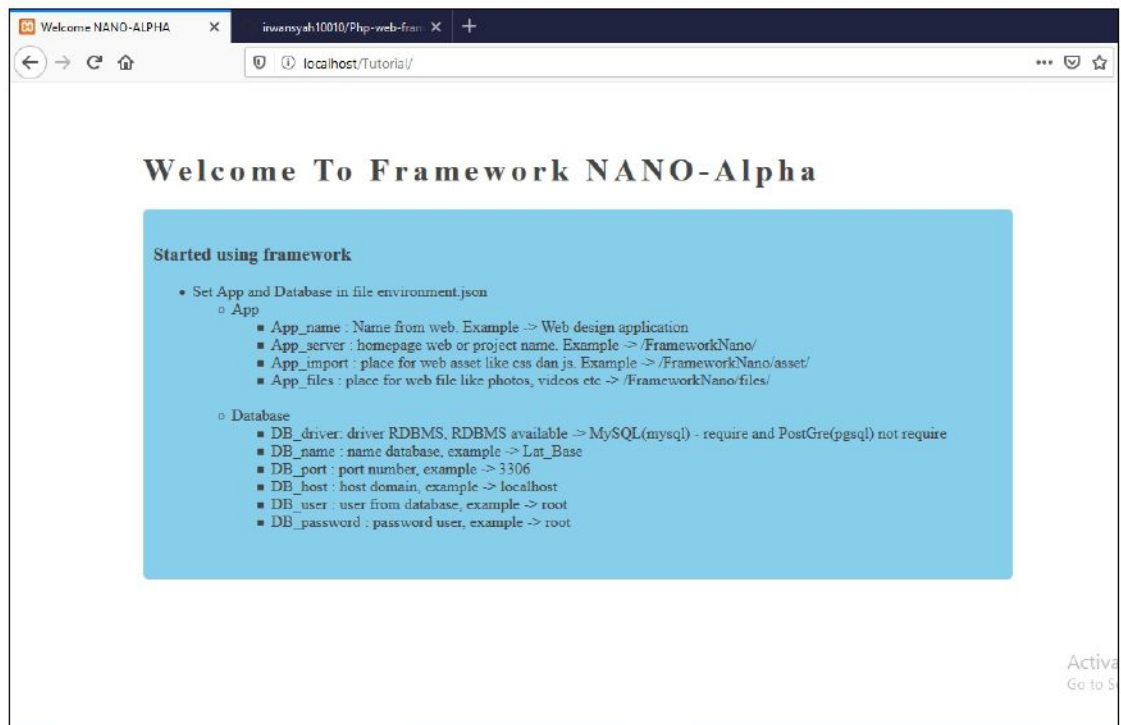 Welcome NANO-ALPHA
irwansyah10010/Php-web-fram
localhost/Tutorial/
Welcome To Framework NANO-Alpha
Started using framework
Set App and Database in file environment.json
App
App_name : Name from web. Example -> Web design application
App_server : homepage web or project name. Example -> /FrameworkNano/
App_import : place for web asset like css dan js. Example -> /FrameworkNano/asset/
App_files : place for web file like photos, videos etc -> /FrameworkNano/files/
Database
DB_driver: driver RDBMS, RDBMS available -> MySQL(mysql) - require and PostGre(pgsql) not require
DB_name : name database, example -> Lat_Base
DB_port : port number, example -> 3306
DB_host : host domain, example -> localhost
DB_user : user from database, example -> root
DB_password : password user, example -> root
Activa
Go to S